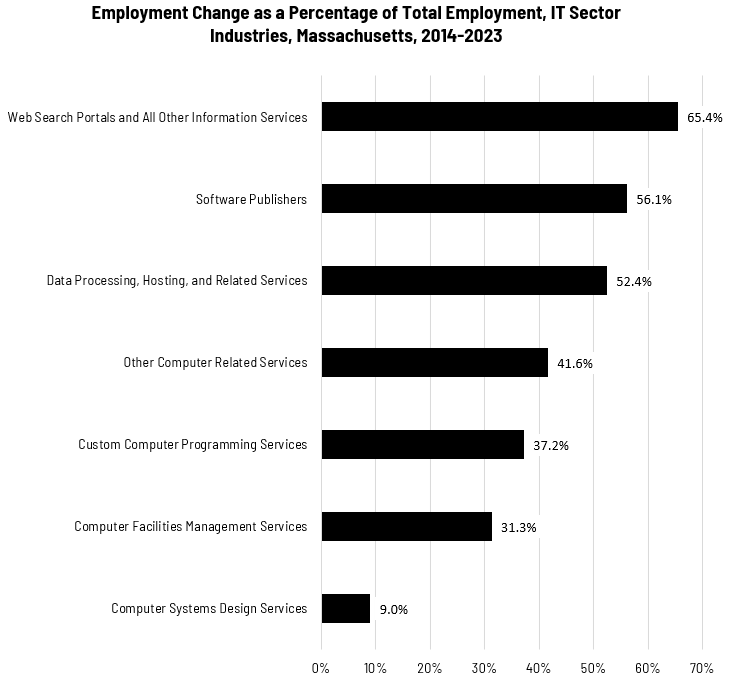 Employment Change as a Percentage of Total Employment, IT Sector
Industries, Massachusetts, 2014-2023
Web Search Portals and All Other Information Services 65.4%
Software Publishers 56.1%
Data Processing, Hosting, and Related Services 52.4%
Other Computer Related Services 41.6%
Custom Computer Programming Services 37.2%
Computer Facilities Management Services 31.3%
Computer Systems Design Services 9.0%
0% 10% 20% 30% 40% 50% 60% 70%